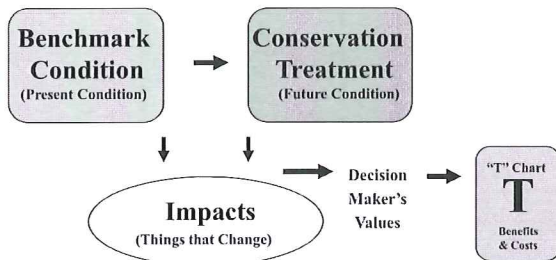 Benchmark
Condition
(Present Condition)
Conservation
Treatment
(Future Condition)
Impacts
(Things that Change)
Decision
Maker's
Values
"T" Chart
T
Benefits
& Costs